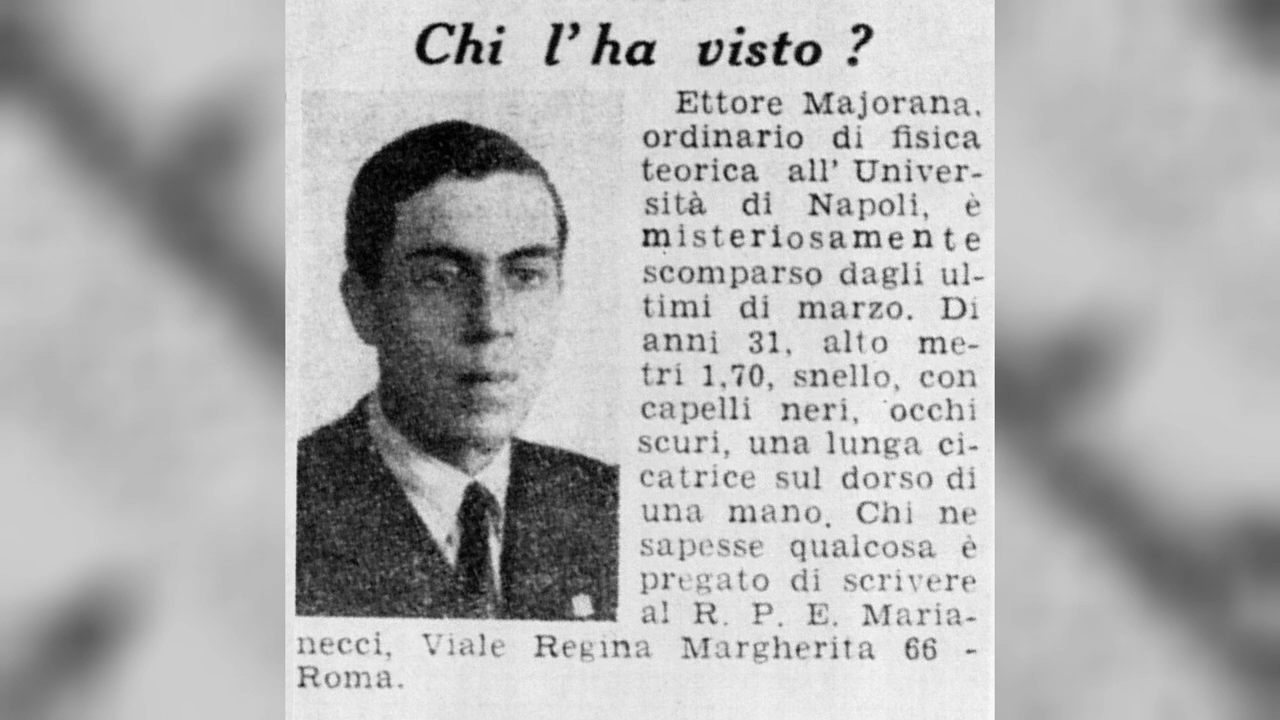 Chi l'ha visto?
Ettore Majorana,
ordinario di fisica
teorica all'Univer-
sità di Napoli, è
misteriosamente
scomparso dagli ul-
timi di marzo. Di
anni 31, alto me-
tri 1,70, snello, con
capelli neri, occhi
scuri, una lunga ci-
catrice sul dorso di
una mano. Chi ne
sapesse qualcosa è
pregato di scrivere
al R. P. E. Maria-
necci, Viale Regina Margherita 66 -
Roma.